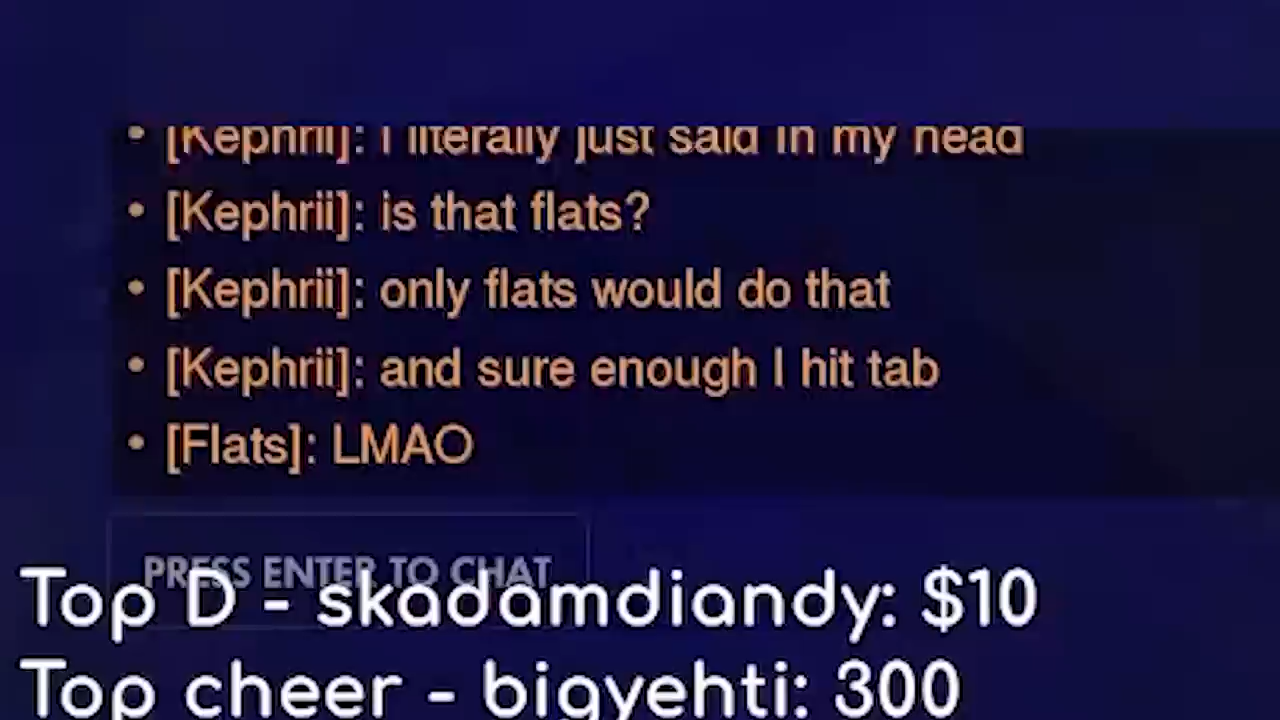 • [Kephrii]: I literally just said in my head
• [Kephrii]: is that flats?
• [Kephrii]: only flats would do that
• [Kephrii]: and sure enough I hit tab
• [Flats]: LMAO
PRESS ENTER TO CHAT
Top D - skadamdiandy: $10
Top cheer - bigyehti: 300